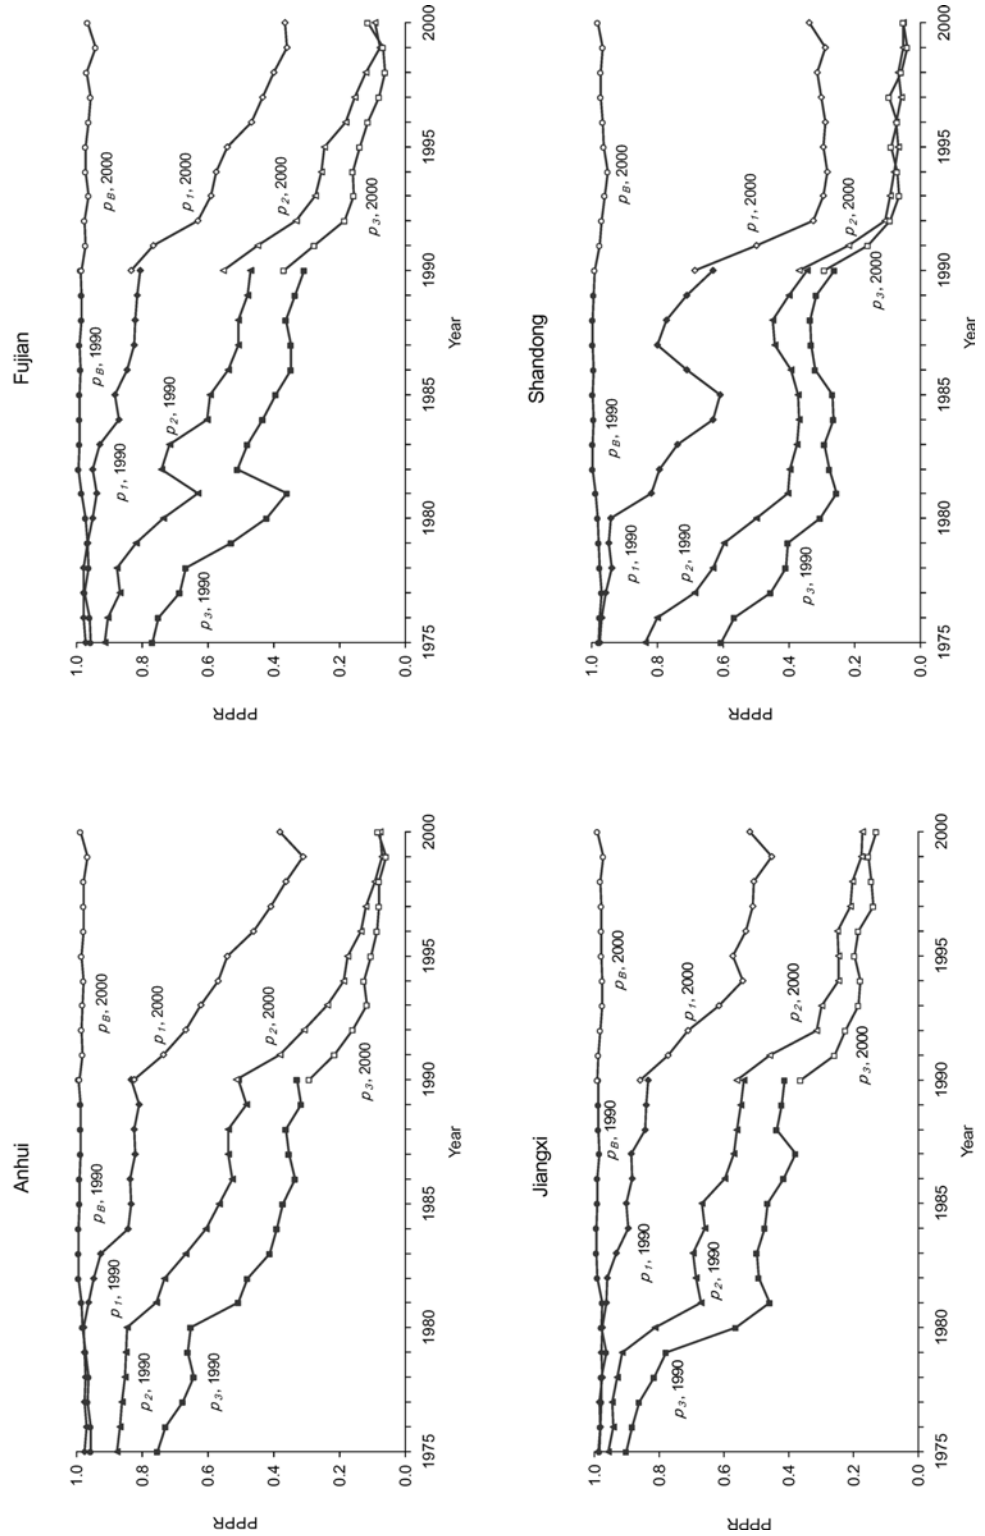 Anhui
PPPR
1.0
0.8
0.6
0.4
0.2
0.0
1975
1980
1985
1990
1995
2000
Year
pB, 1990
pB, 2000
p1, 1990
p1, 2000
p2, 1990
p2, 2000
p3, 1990
p3, 2000
Fujian
PPPR
1.0
0.8
0.6
0.4
0.2
0.0
1975
1980
1985
1990
1995
2000
Year
pB, 1990
pB, 2000
p1, 1990
p1, 2000
p2, 1990
p2, 2000
p3, 1990
p3, 2000
Jiangxi
PPPR
1.0
0.8
0.6
0.4
0.2
0.0
1975
1980
1985
1990
1995
2000
Year
pB, 1990
pB, 2000
p1, 1990
p1, 2000
p2, 1990
p2, 2000
p3, 1990
p3, 2000
Shandong
PPPR
1.0
0.8
0.6
0.4
0.2
0.0
1975
1980
1985
1990
1995
2000
Year
pB, 1990
pB, 2000
p1, 1990
p1, 2000
p2, 1990
p2, 2000
p3, 1990
p3, 2000